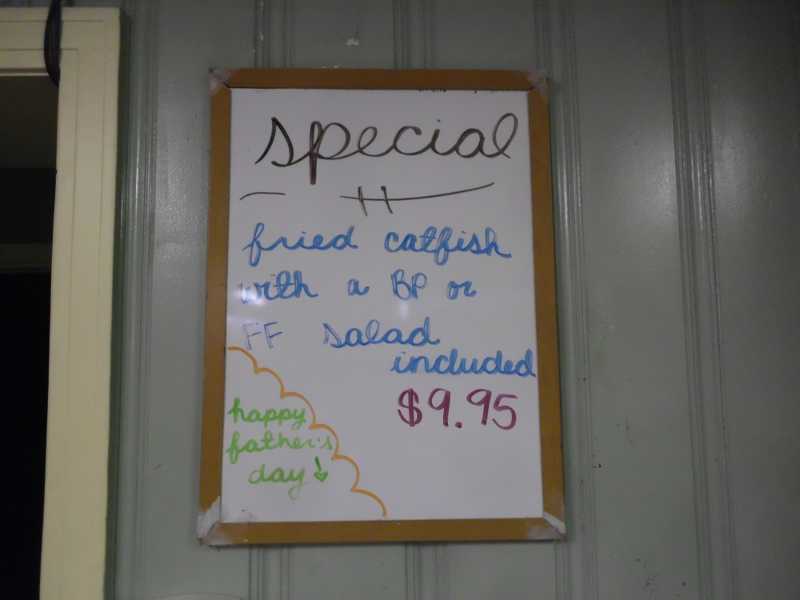 special
fried catfish
with a BP or
FF salad
included
$9.95
happy
father's
day